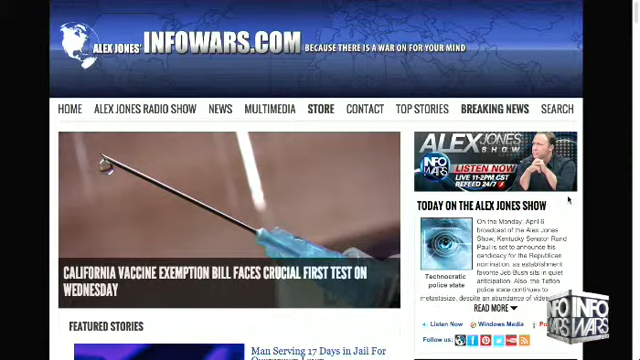 ALEX JONES' INFOWARS.COM BECAUSE THERE IS A WAR ON FOR YOUR MIND
HOME ALEX JONES RADIO SHOW NEWS MULTIMEDIA STORE CONTACT TOP STORIES BREAKING NEWS SEARCH
ALEX JONES
SHOW
INFO
WARS
LISTEN NOW
LIVE 11-2PM CST
REFEED 24/7
CALIFORNIA VACCINE EXEMPTION BILL FACES CRUCIAL FIRST TEST ON
WEDNESDAY
FEATURED STORIES
Man Serving 17 Days in Jail For
TODAY ON THE ALEX JONES SHOW
Technocratic
police state
On the Monday, April 6
broadcast of the Alex Jones
Show, Kentucky Senator Rand
Paul is set to announce his
candidacy for the Republican
nomination, as establishment
favorite Jeb Bush sits in quiet
anticipation. Also, the Teflon
police state continues to
metastasize, despite an abundance of video
READ MORE
Listen Now Windows Media
INFO
WARS